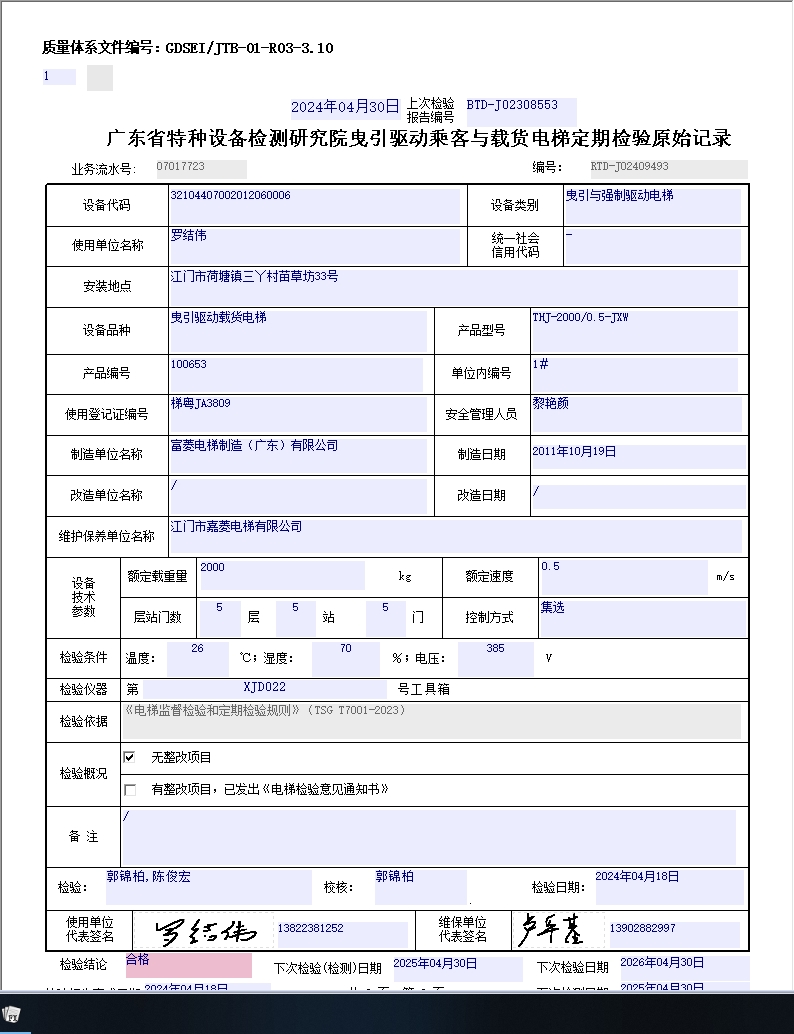 质量体系文件编号：GDSEI/JTB-01-R03-3.10
1
2024年04月30日 上次检验报告编号 BTD-J02308553
广东省特种设备检测研究院曳引驱动乘客与载货电梯定期检验原始记录
业务流水号: 07017723 编号: RTD-J02409493
设备代码 32104407002012060006 设备类别 曳引与强制驱动电梯
使用单位名称 罗结伟 统一社会信用代码 -
安装地点 江门市荷塘镇三丫村苗草坊33号
设备品种 曳引驱动载货电梯 产品型号 THJ-2000/0.5-JXW
产品编号 100653 单位内编号 1#
使用登记证编号 梯粤JA3809 安全管理人员 黎艳颜
制造单位名称 富菱电梯制造（广东）有限公司 制造日期 2011年10月19日
改造单位名称 / 改造日期 /
维护保养单位名称 江门市嘉菱电梯有限公司
设备技术参数 额定载重量 2000 kg 额定速度 0.5 m/s
层站门数 5 层 5 站 5 门 控制方式 集选
检验条件 温度: 26 ℃; 湿度: 70 %; 电压: 385 V
检验仪器 第 XJD022 号工具箱
检验依据 《电梯监督检验和定期检验规则》（TSG T7001-2023）
检验概况 无整改项目
有整改项目，已发出《电梯检验意见通知书》
备 注 /
检验: 郭锦柏,陈俊宏 校核: 郭锦柏 . 检验日期: 2024年04月18日
使用单位代表签名 罗结伟 13822381252 维保单位代表签名 13902882997
检验结论 合格 下次检验(检测)日期 2025年04月30日 下次检验日期 2026年04月30日
2024年04月18日 下次检测日期 2025年04月30日